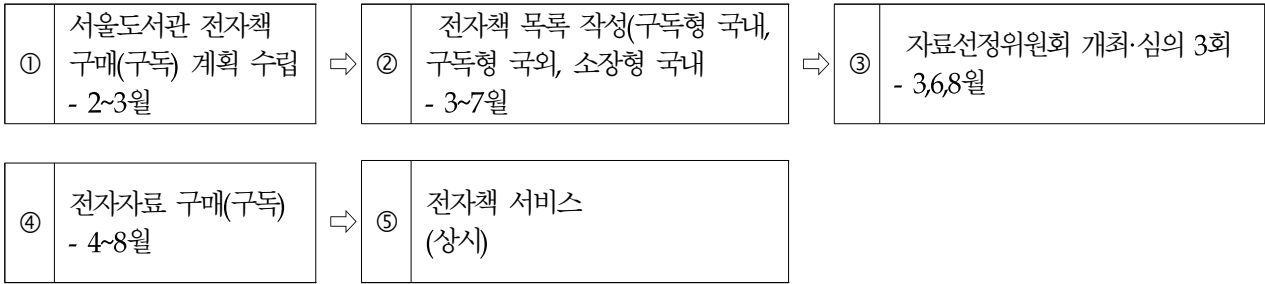 ①
서울도서관 전자책
구매(구독) 계획 수립
- 2~3월
⇨
②
전자책 목록 작성(구독형 국내,
구독형 국외, 소장형 국내
- 3~7월
⇨
③
자료선정위원회 개최·심의 3회
- 3,6,8월
④
전자자료 구매(구독)
- 4~8월
⇨
⑤
전자책 서비스
(상시)